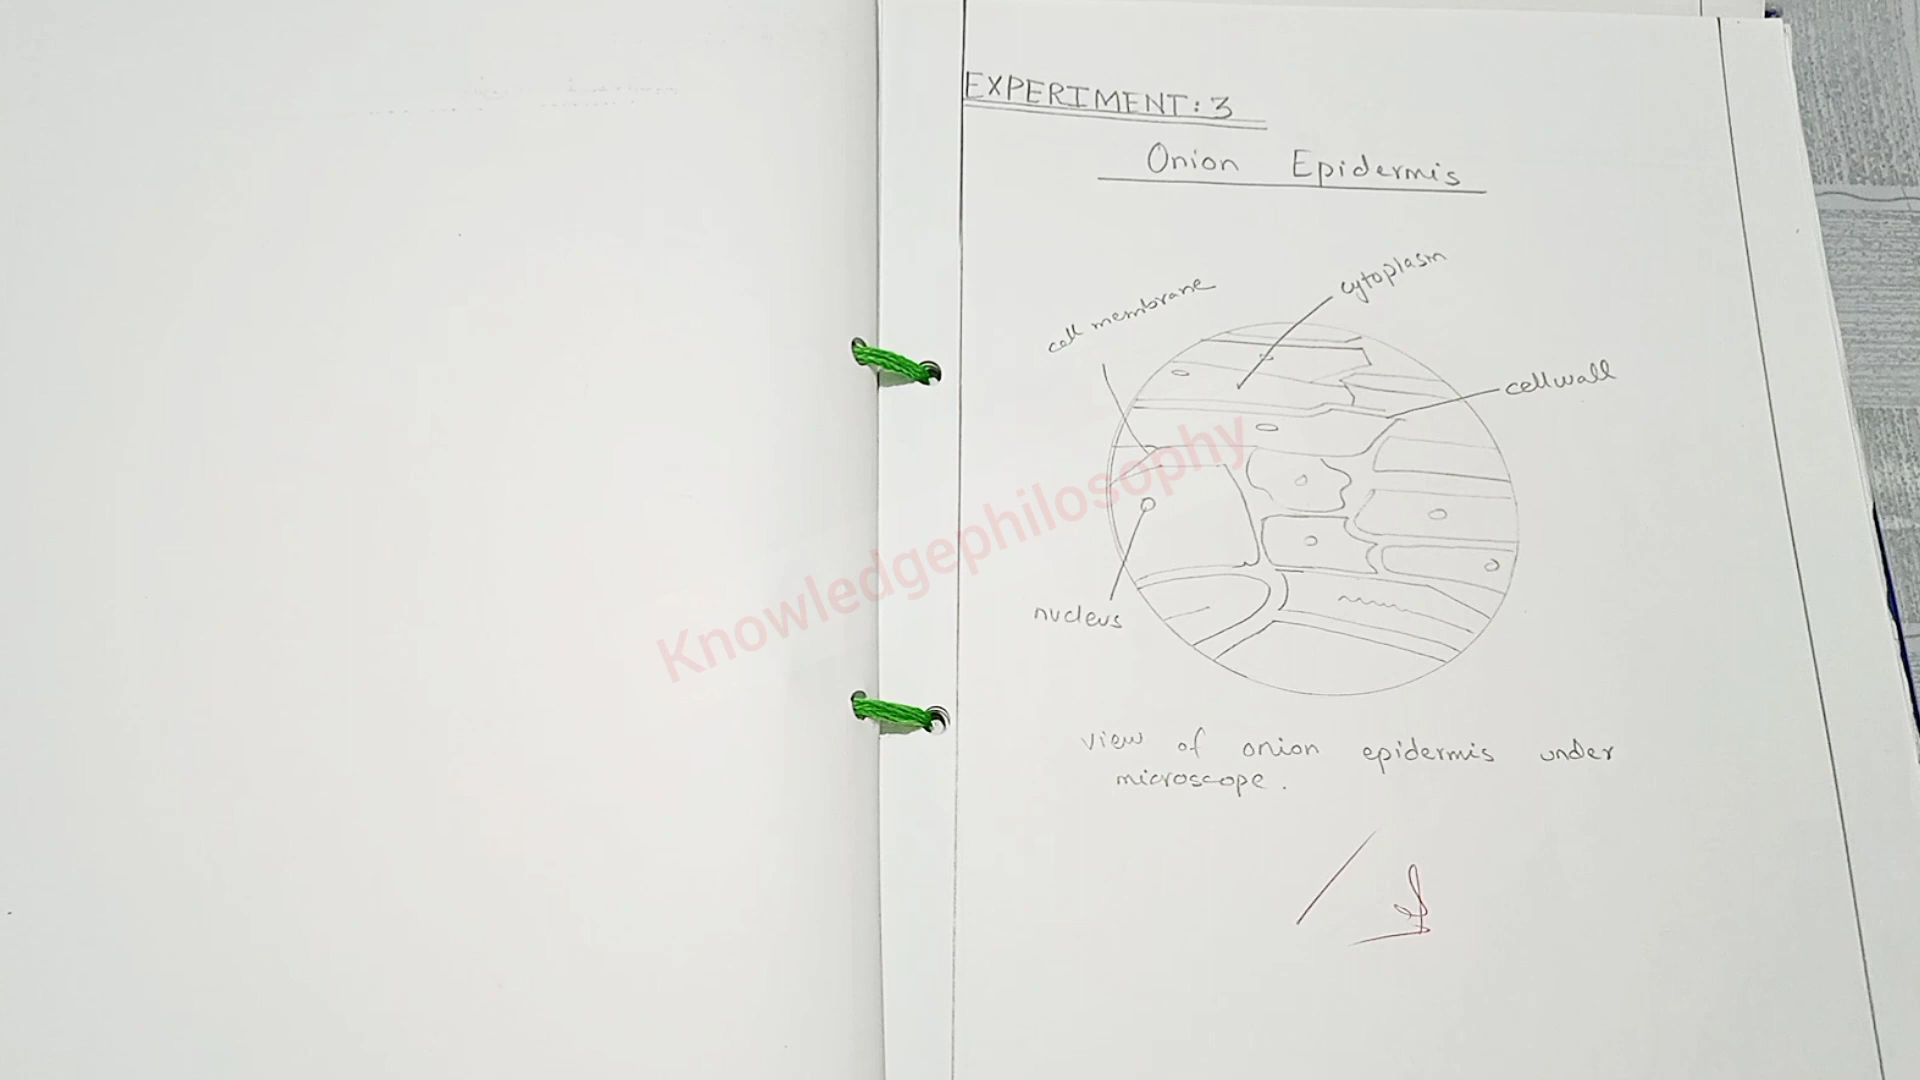 EXPERIMENT: 3
Onion Epidermis
cytoplasm
cell membrane
cellwall
Knowledgephilosophy
nucleus
view of onion epidermis under
microscope.